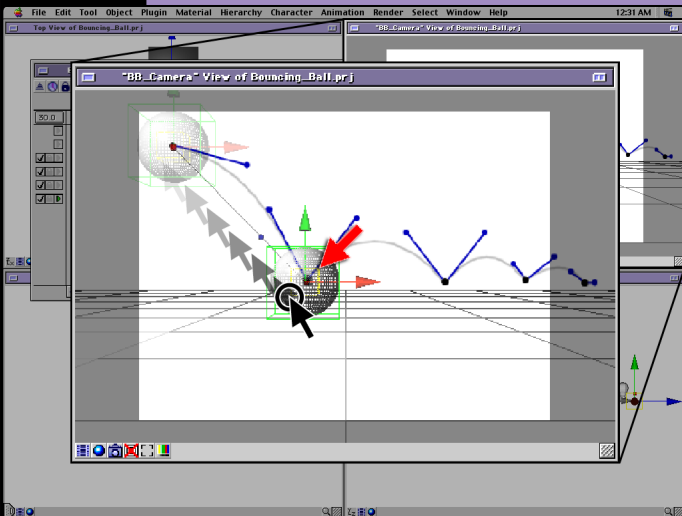 File Edit Tool Object Plugin Material Hierarchy Character Animation Render Select Window Help 12:31 AM
Top View of Bouncing_Ball.prj
"BB_Camera" View of Bouncing_Ball.prj
"BB_Camera" View of Bouncing_Ball.prj
30.0